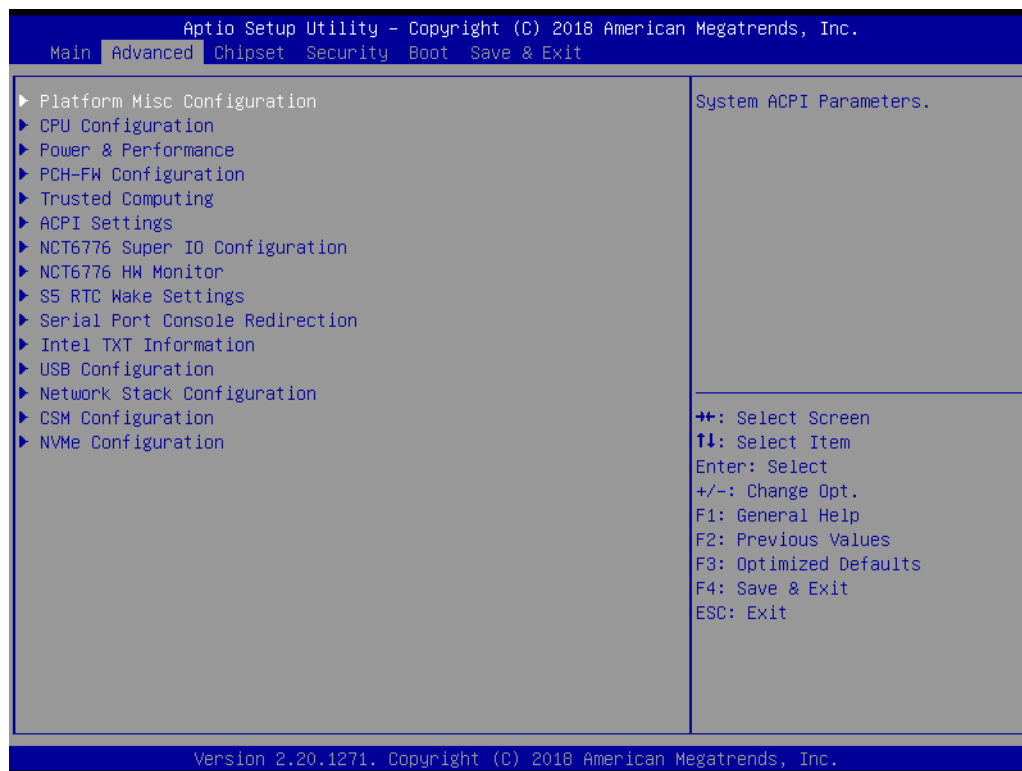 Aptio Setup Utility – Copyright (C) 2018 American Megatrends, Inc.
Main Advanced Chipset Security Boot Save & Exit
Platform Misc Configuration
CPU Configuration
Power & Performance
PCH-FW Configuration
Trusted Computing
ACPI Settings
NCT6776 Super IO Configuration
NCT6776 HW Monitor
S5 RTC Wake Settings
Serial Port Console Redirection
Intel TXT Information
USB Configuration
Network Stack Configuration
CSM Configuration
NVMe Configuration
System ACPI Parameters.
→←: Select Screen
↑↓: Select Item
Enter: Select
+/-: Change Opt.
F1: General Help
F2: Previous Values
F3: Optimized Defaults
F4: Save & Exit
ESC: Exit
Version 2.20.1271. Copyright (C) 2018 American Megatrends, Inc.